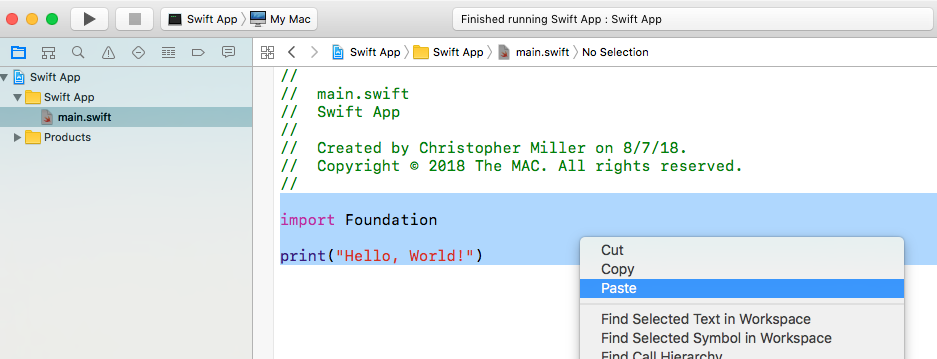 Swift App
My Mac
Finished running Swift App : Swift App
Swift App
Swift App
main.swift
No Selection
Swift App
Swift App
main.swift
Products
//
//  main.swift
//  Swift App
//
//  Created by Christopher Miller on 8/7/18.
//  Copyright © 2018 The MAC. All rights reserved.
//
import Foundation
print("Hello, World!")
Cut
Copy
Paste
Find Selected Text in Workspace
Find Selected Symbol in Workspace
Find Call Hierarchy